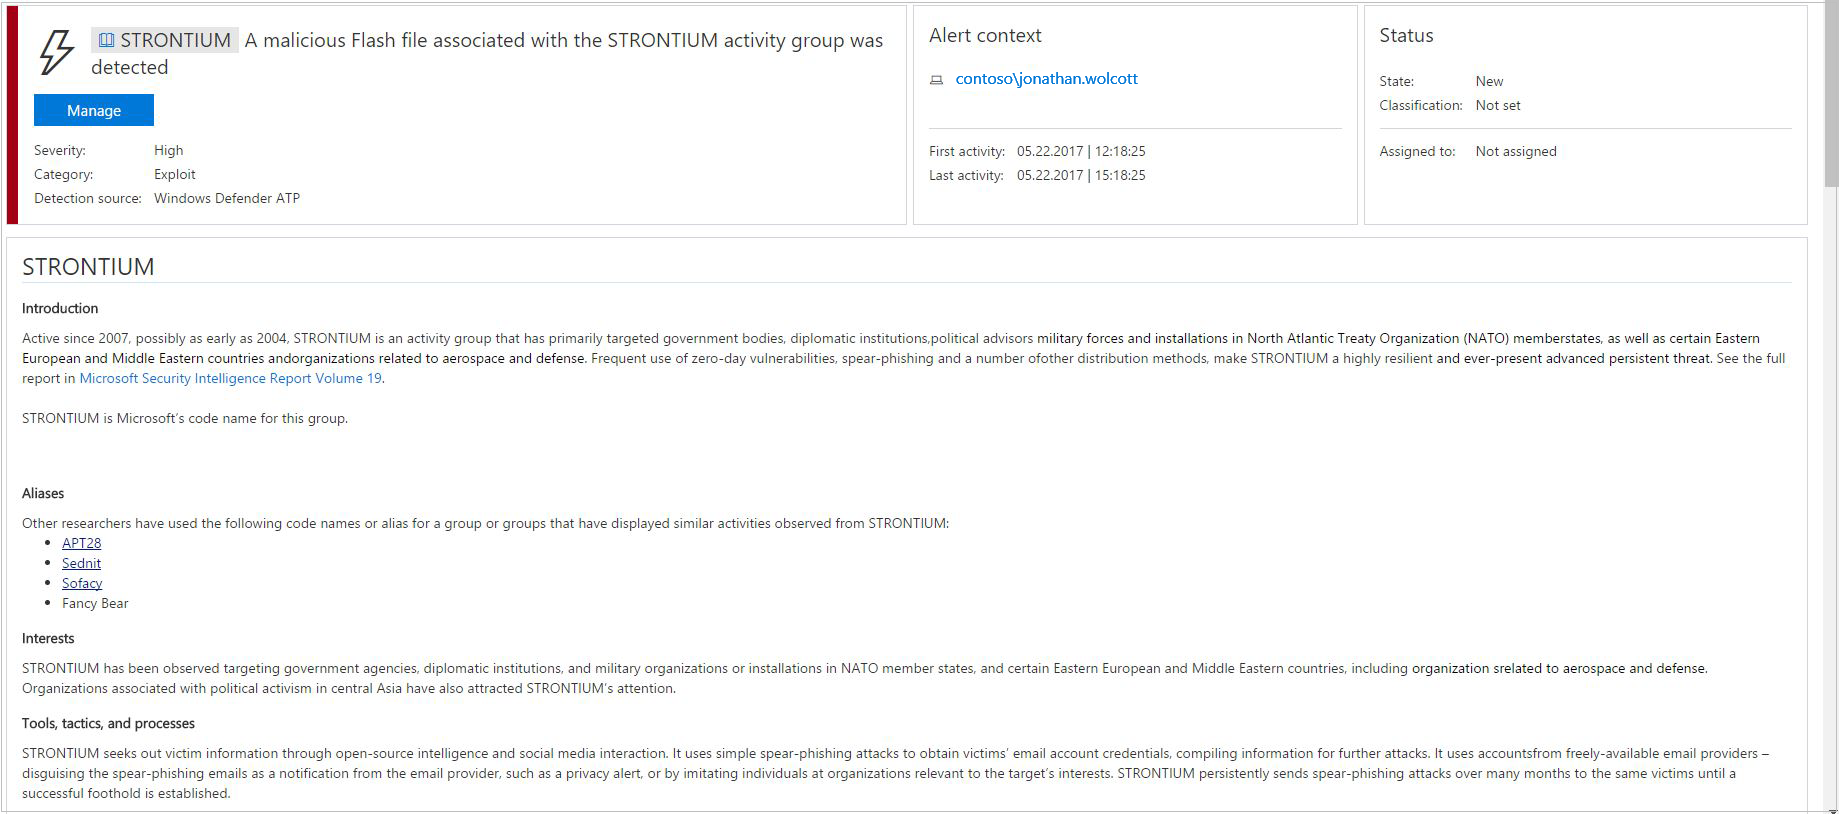 STRONTIUM A malicious Flash file associated with the STRONTIUM activity group was
detected
Manage
Severity: High
Category: Exploit
Detection source: Windows Defender ATP
Alert context
contoso\jonathan.wolcott
First activity: 05.22.2017 | 12:18:25
Last activity: 05.22.2017 | 15:18:25
Status
State: New
Classification: Not set
Assigned to: Not assigned
STRONTIUM
Introduction
Active since 2007, possibly as early as 2004, STRONTIUM is an activity group that has primarily targeted government bodies, diplomatic institutions,political advisors military forces and installations in North Atlantic Treaty Organization (NATO) memberstates, as well as certain Eastern
European and Middle Eastern countries andorganizations related to aerospace and defense. Frequent use of zero-day vulnerabilities, spear-phishing and a number ofother distribution methods, make STRONTIUM a highly resilient and ever-present advanced persistent threat. See the full
report in Microsoft Security Intelligence Report Volume 19.
STRONTIUM is Microsoft's code name for this group.
Aliases
Other researchers have used the following code names or alias for a group or groups that have displayed similar activities observed from STRONTIUM:
• APT28
• Sednit
• Sofacy
• Fancy Bear
Interests
STRONTIUM has been observed targeting government agencies, diplomatic institutions, and military organizations or installations in NATO member states, and certain Eastern European and Middle Eastern countries, including organization srelated to aerospace and defense.
Organizations associated with political activism in central Asia have also attracted STRONTIUM's attention.
Tools, tactics, and processes
STRONTIUM seeks out victim information through open-source intelligence and social media interaction. It uses simple spear-phishing attacks to obtain victims' email account credentials, compiling information for further attacks. It uses accountsfrom freely-available email providers –
disguising the spear-phishing emails as a notification from the email provider, such as a privacy alert, or by imitating individuals at organizations relevant to the target's interests. STRONTIUM persistently sends spear-phishing attacks over many months to the same victims until a
successful foothold is established.